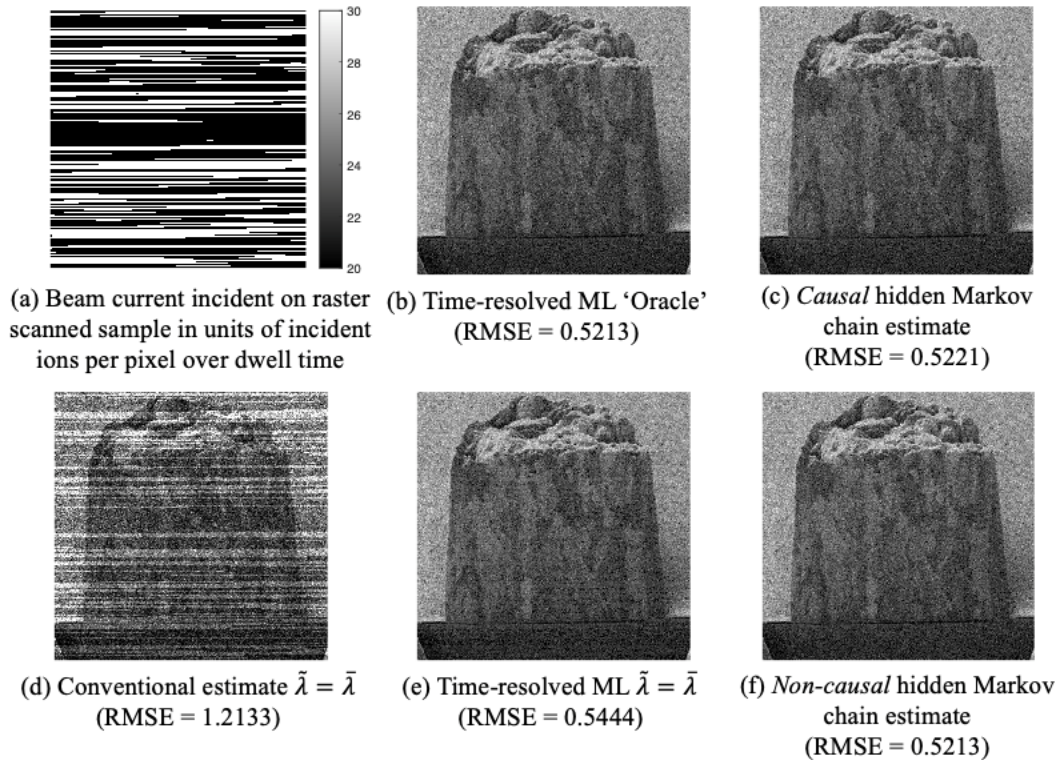 30
28
26
24
22
20
(a) Beam current incident on raster
scanned sample in units of incident
ions per pixel over dwell time
(b) Time-resolved ML ‘Oracle’
(RMSE = 0.5213)
(c) Causal hidden Markov
chain estimate
(RMSE = 0.5221)
(d) Conventional estimate λ̃ = λ̄
(RMSE = 1.2133)
(e) Time-resolved ML λ̃ = λ̄
(RMSE = 0.5444)
(f) Non-causal hidden Markov
chain estimate
(RMSE = 0.5213)